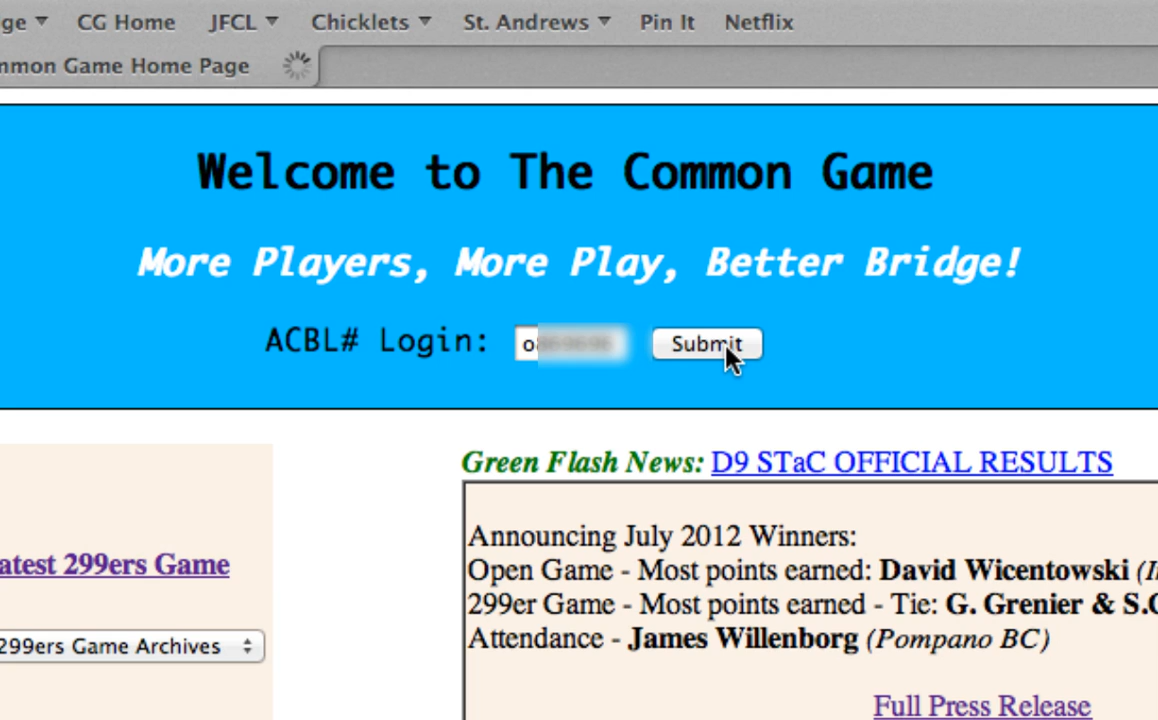 ge ▼ CG Home JFCL ▼ Chicklets ▼ St. Andrews ▼ Pin It Netflix
mmon Game Home Page
Welcome to The Common Game
More Players, More Play, Better Bridge!
ACBL# Login: Submit
Green Flash News: D9 STaC OFFICIAL RESULTS
Announcing July 2012 Winners:
Open Game - Most points earned: David Wicentowski
299er Game - Most points earned - Tie: G. Grenier & S.
Attendance - James Willenborg (Pompano BC)
Full Press Release
atest 299ers Game
299ers Game Archives